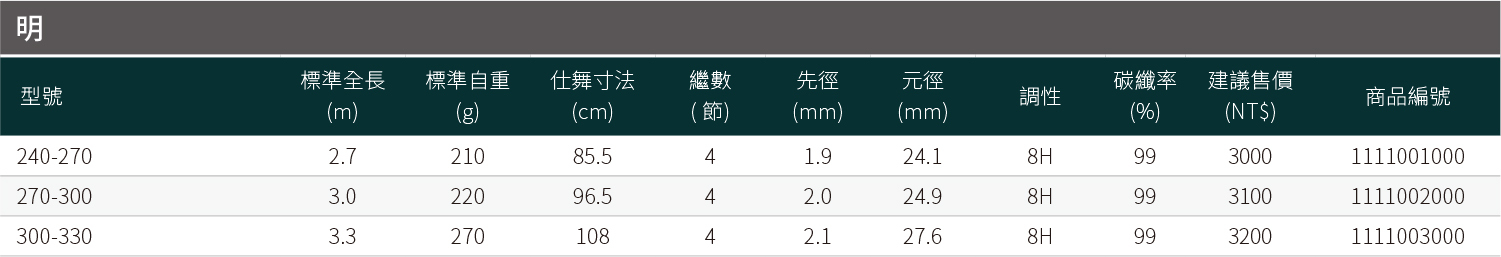 明
型號 標準全長 (m) 標準自重 (g) 仕舞寸法 (cm) 繼數 ( 節) 先徑 (mm) 元徑 (mm) 調性 碳纖率 (%) 建議售價 (NT$) 商品編號
240-270 2.7 210 85.5 4 1.9 24.1 8H 99 3000 1111001000
270-300 3.0 220 96.5 4 2.0 24.9 8H 99 3100 1111002000
300-330 3.3 270 108 4 2.1 27.6 8H 99 3200 1111003000